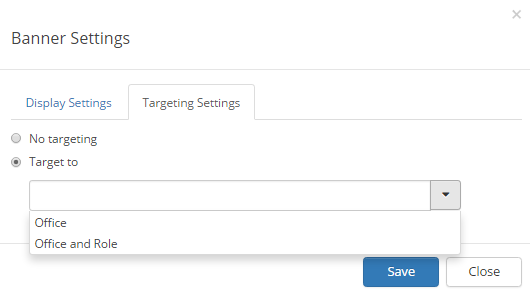 ×
Banner Settings
Display Settings
Targeting Settings
No targeting
Target to
Office
Office and Role
Save
Close